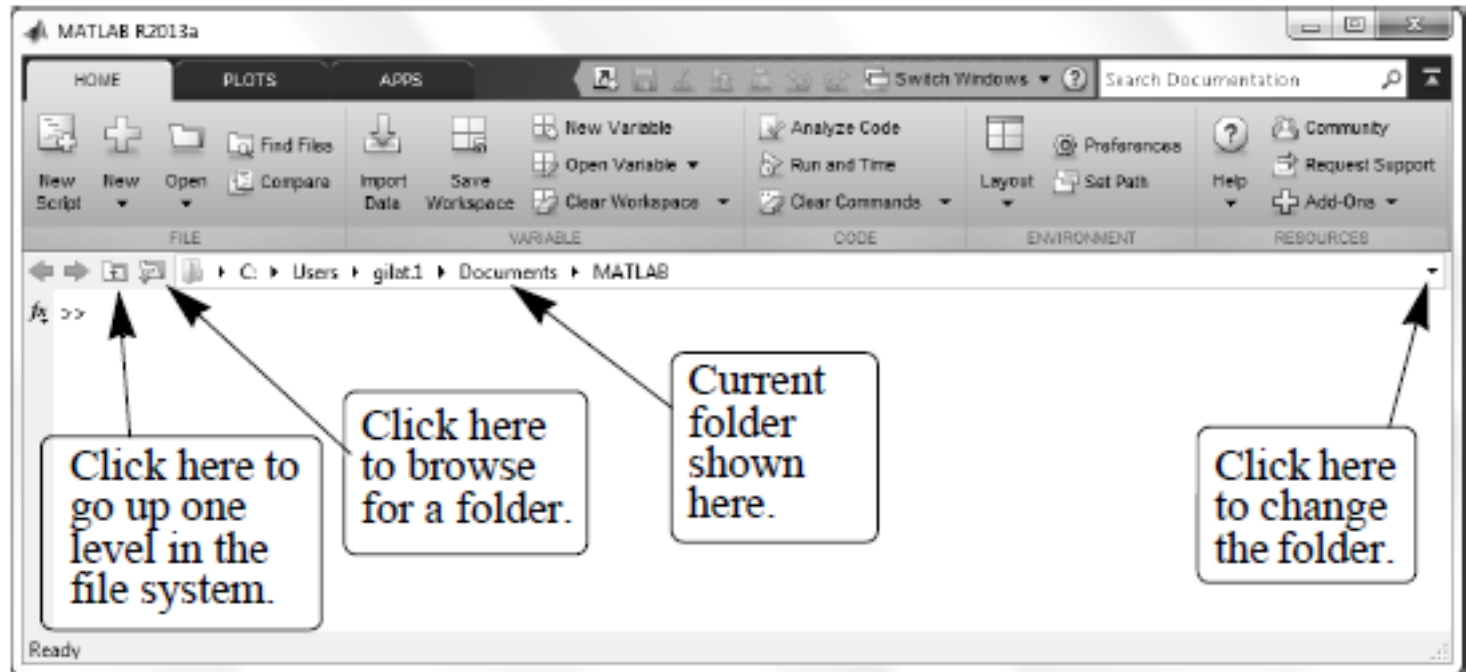 MATLAB R2013a
HOME PLOTS APPS Switch Windows ? Search Documentation
New Variable Analyze Code Community
Find Files Preferences ?
Open Variable Run and Time Request Support
New New Open Compare Import Save Layout Set Path Help
Script Data Workspace Clear Workspace Clear Commands Add-Ons
FILE VARIABLE CODE ENVIRONMENT RESOURCES
C: Users gilat.1 Documents MATLAB
fx >>
Click here to
go up one
level in the
file system.
Click here
to browse
for a folder.
Current
folder
shown
here.
Click here
to change
the folder.
Ready